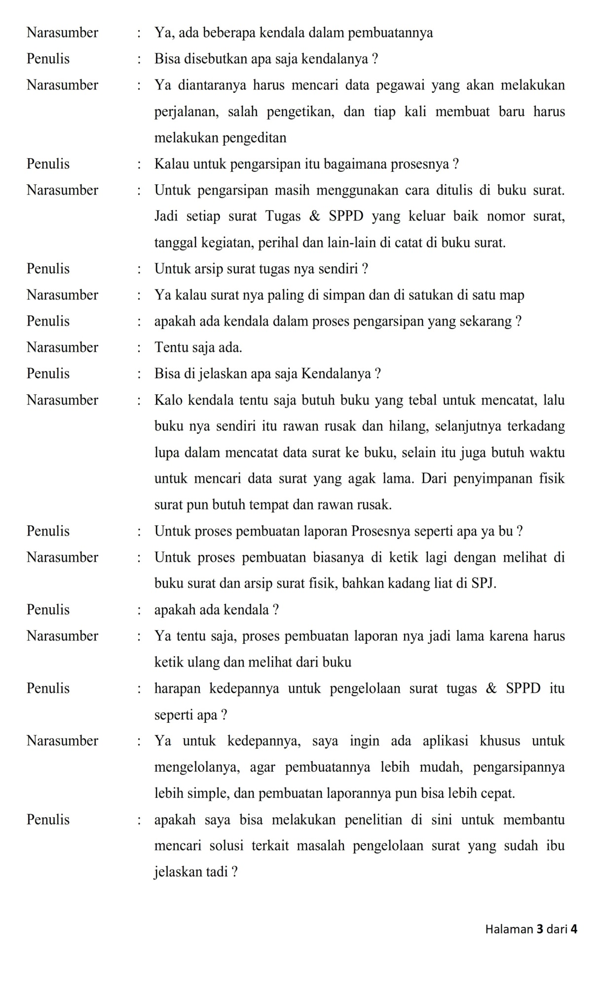 Narasumber : Ya, ada beberapa kendala dalam pembuatannya
Penulis : Bisa disebutkan apa saja kendalanya ?
Narasumber : Ya diantaranya harus mencari data pegawai yang akan melakukan
perjalanan, salah pengetikan, dan tiap kali membuat baru harus
melakukan pengeditan
Penulis : Kalau untuk pengarsipan itu bagaimana prosesnya ?
Narasumber : Untuk pengarsipan masih menggunakan cara ditulis di buku surat.
Jadi setiap surat Tugas & SPPD yang keluar baik nomor surat,
tanggal kegiatan, perihal dan lain-lain di catat di buku surat.
Penulis : Untuk arsip surat tugas nya sendiri ?
Narasumber : Ya kalau surat nya paling di simpan dan di satukan di satu map
Penulis : apakah ada kendala dalam proses pengarsipan yang sekarang ?
Narasumber : Tentu saja ada.
Penulis : Bisa di jelaskan apa saja Kendalanya ?
Narasumber : Kalo kendala tentu saja butuh buku yang tebal untuk mencatat, lalu
buku nya sendiri itu rawan rusak dan hilang, selanjutnya terkadang
lupa dalam mencatat data surat ke buku, selain itu juga butuh waktu
untuk mencari data surat yang agak lama. Dari penyimpanan fisik
surat pun butuh tempat dan rawan rusak.
Penulis : Untuk proses pembuatan laporan Prosesnya seperti apa ya bu ?
Narasumber : Untuk proses pembuatan biasanya di ketik lagi dengan melihat di
buku surat dan arsip surat fisik, bahkan kadang liat di SPJ.
Penulis : apakah ada kendala ?
Narasumber : Ya tentu saja, proses pembuatan laporan nya jadi lama karena harus
ketik ulang dan melihat dari buku
Penulis : harapan kedepannya untuk pengelolaan surat tugas & SPPD itu
seperti apa ?
Narasumber : Ya untuk kedepannya, saya ingin ada aplikasi khusus untuk
mengelolanya, agar pembuatannya lebih mudah, pengarsipannya
lebih simple, dan pembuatan laporannya pun bisa lebih cepat.
Penulis : apakah saya bisa melakukan penelitian di sini untuk membantu
mencari solusi terkait masalah pengelolaan surat yang sudah ibu
jelaskan tadi ?
Halaman 3 dari 4